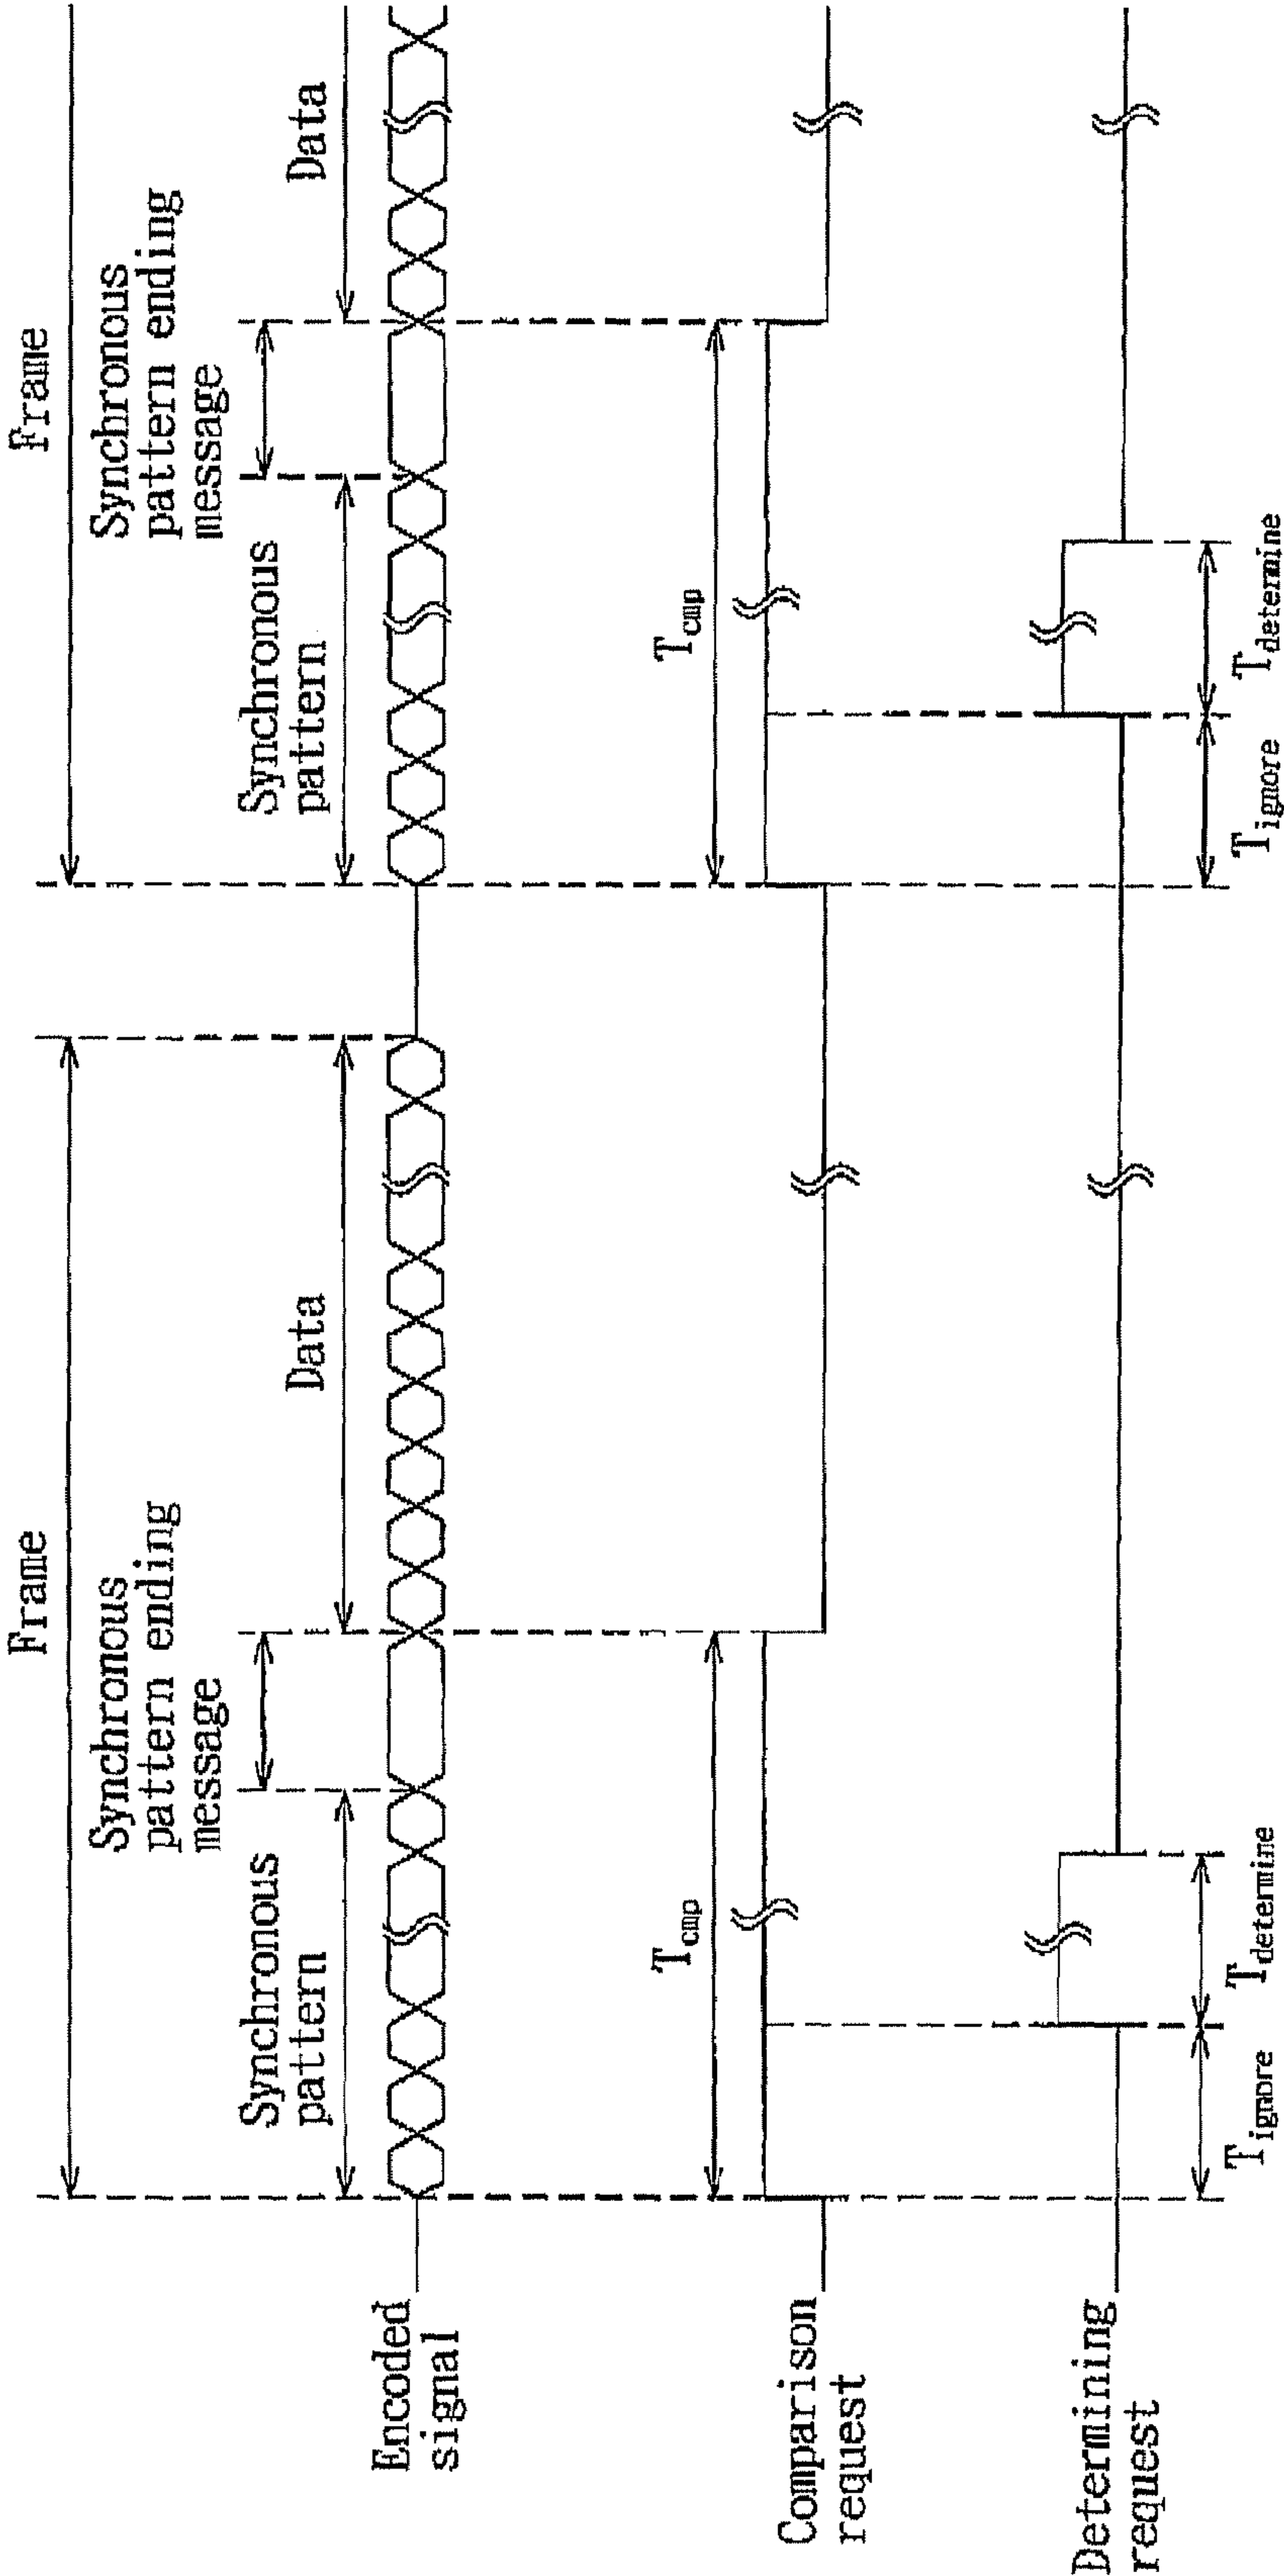 Frame
Frame
Synchronous
pattern ending
message
Synchronous
pattern ending
message
Synchronous
pattern
Data
Synchronous
pattern
Data
Encoded
signal
Tcmp
Tcmp
Comparison
request
Determining
request
Tignore
Tdetermine
Tignore
Tdetermine